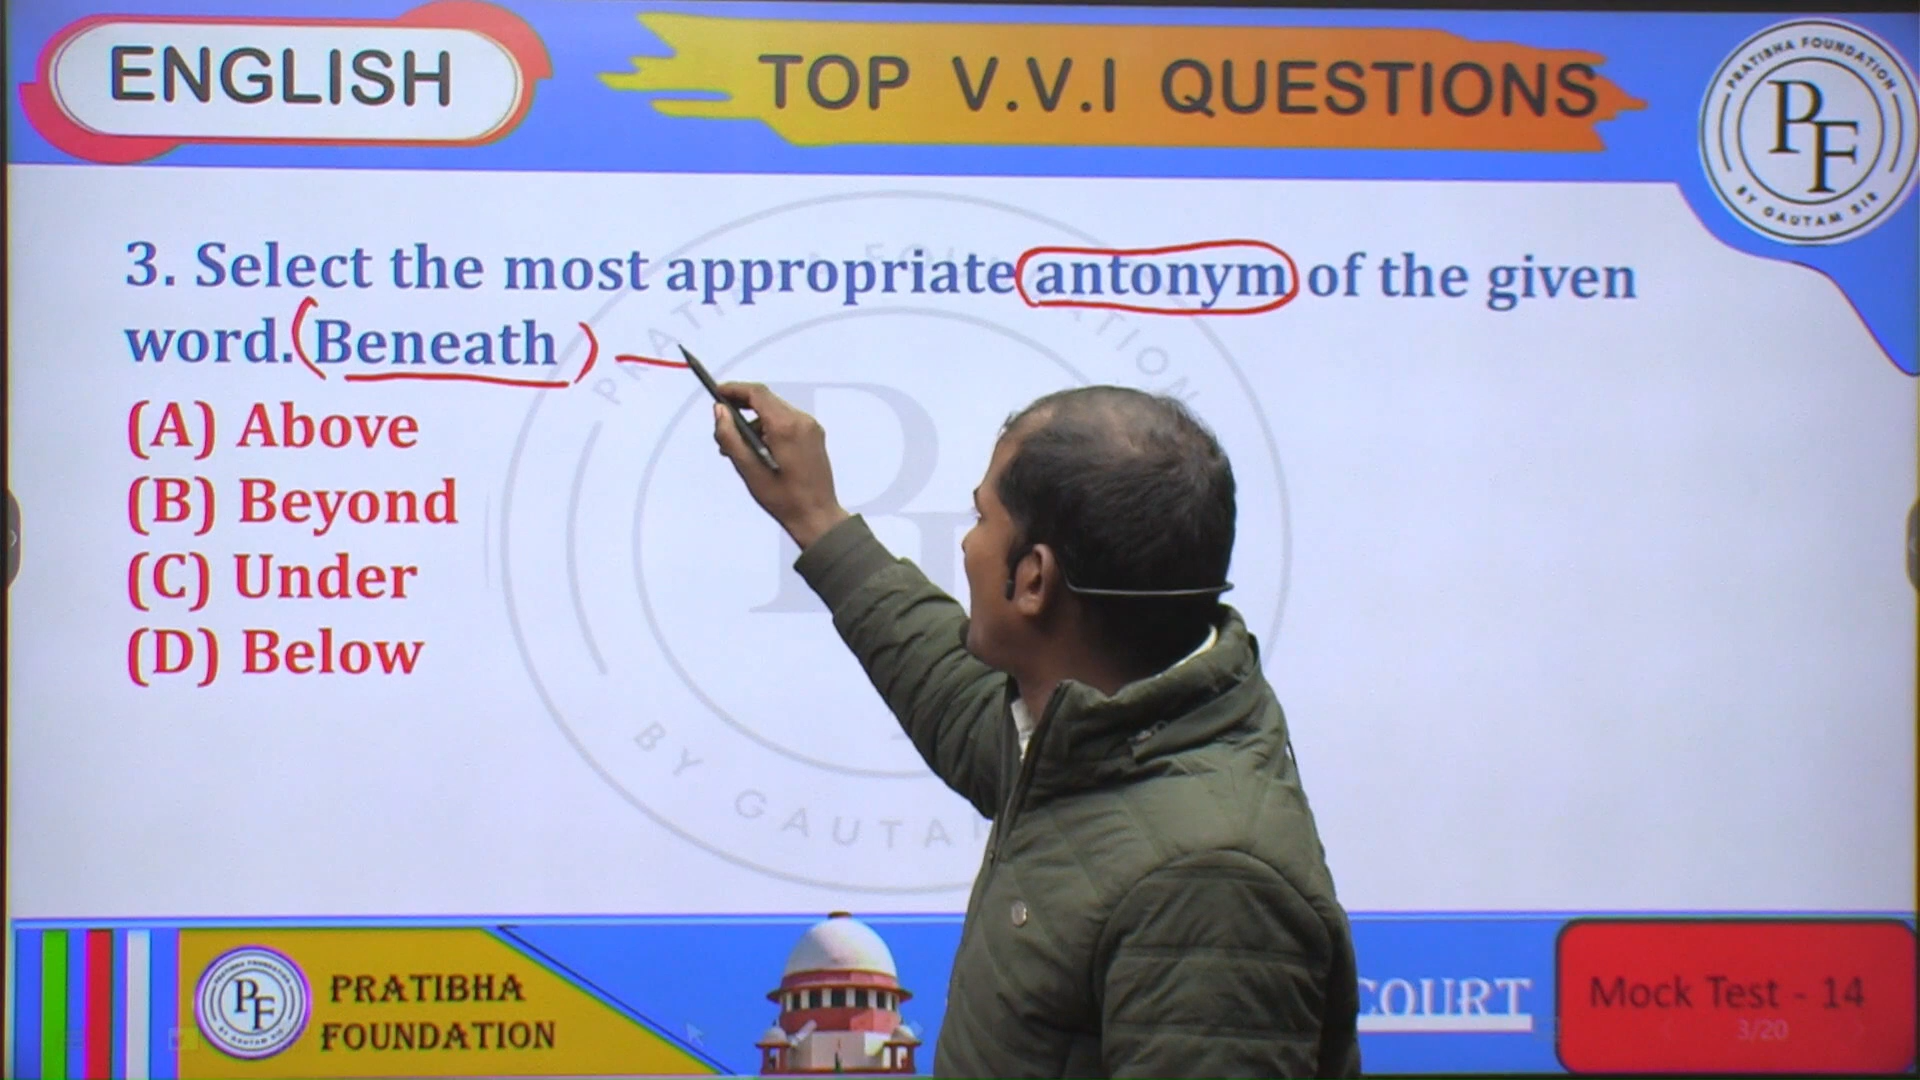 ENGLISH
TOP V.V.I QUESTIONS
PRATIBHA FOUNDATION
PF
BY GAUTAM SIR
3. Select the most appropriate antonym of the given
word.(Beneath)
(A) Above
(B) Beyond
(C) Under
(D) Below
PF
PRATIBHA
FOUNDATION
COURT
Mock Test - 14
3/20